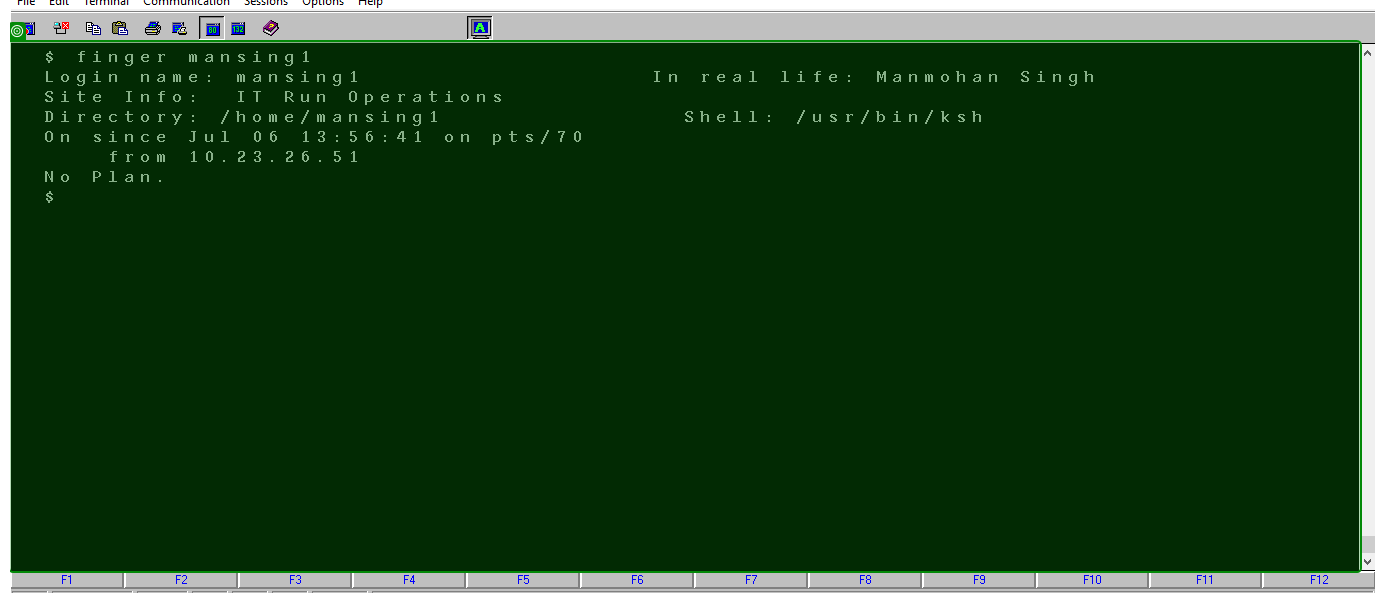 File Edit Terminal Communication Sessions Options Help
80 132 A
$ finger mansing1
Login name: mansing1 In real life: Manmohan Singh
Site Info: IT Run Operations
Directory: /home/mansing1 Shell: /usr/bin/ksh
On since Jul 06 13:56:41 on pts/70
from 10.23.26.51
No Plan.
$
F1 F2 F3 F4 F5 F6 F7 F8 F9 F10 F11 F12